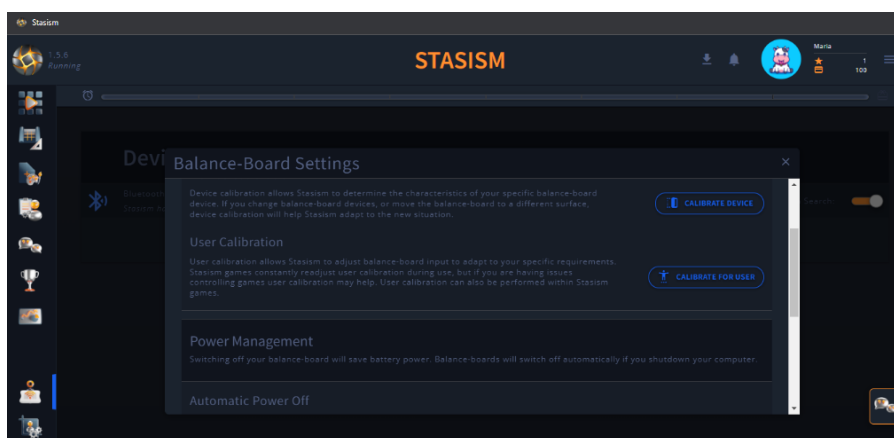 Stasism
1.5.6
Running
STASISM
Maria
1
100
Devi
Balance-Board Settings
Device calibration allows Stasism to determine the characteristics of your specific balance-board
device. If you change balance-board devices, or move the balance-board to a different surface,
device calibration will help Stasism adapt to the new situation.
CALIBRATE DEVICE
Bluetooth
Search
User Calibration
User calibration allows Stasism to adjust balance-board input to adapt to your specific requirements.
Stasism games constantly readjust user calibration during use, but if you are having issues
controlling games user calibration may help. User calibration can also be performed within Stasism
games.
CALIBRATE FOR USER
Power Management
Switching off your balance-board will save battery power. Balance-boards will switch off automatically if you shutdown your computer.
Automatic Power Off